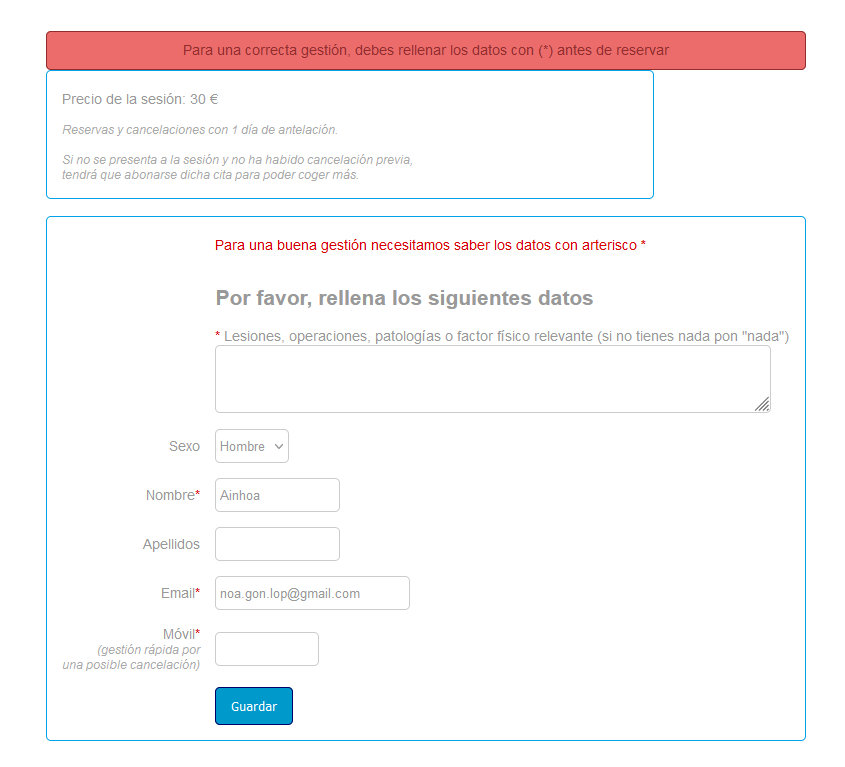 Para una correcta gestión, debes rellenar los datos con (*) antes de reservar
Precio de la sesión: 30 €
Reservas y cancelaciones con 1 día de antelación.
Si no se presenta a la sesión y no ha habido cancelación previa,
tendrá que abonarse dicha cita para poder coger más.
Para una buena gestión necesitamos saber los datos con arterisco *
Por favor, rellena los siguientes datos
* Lesiones, operaciones, patologías o factor físico relevante (si no tienes nada pon "nada")
Sexo Hombre
Nombre* Ainhoa
Apellidos
Email* noa.gon.lop@gmail.com
Móvil*
(gestión rápida por
una posible cancelación)
Guardar